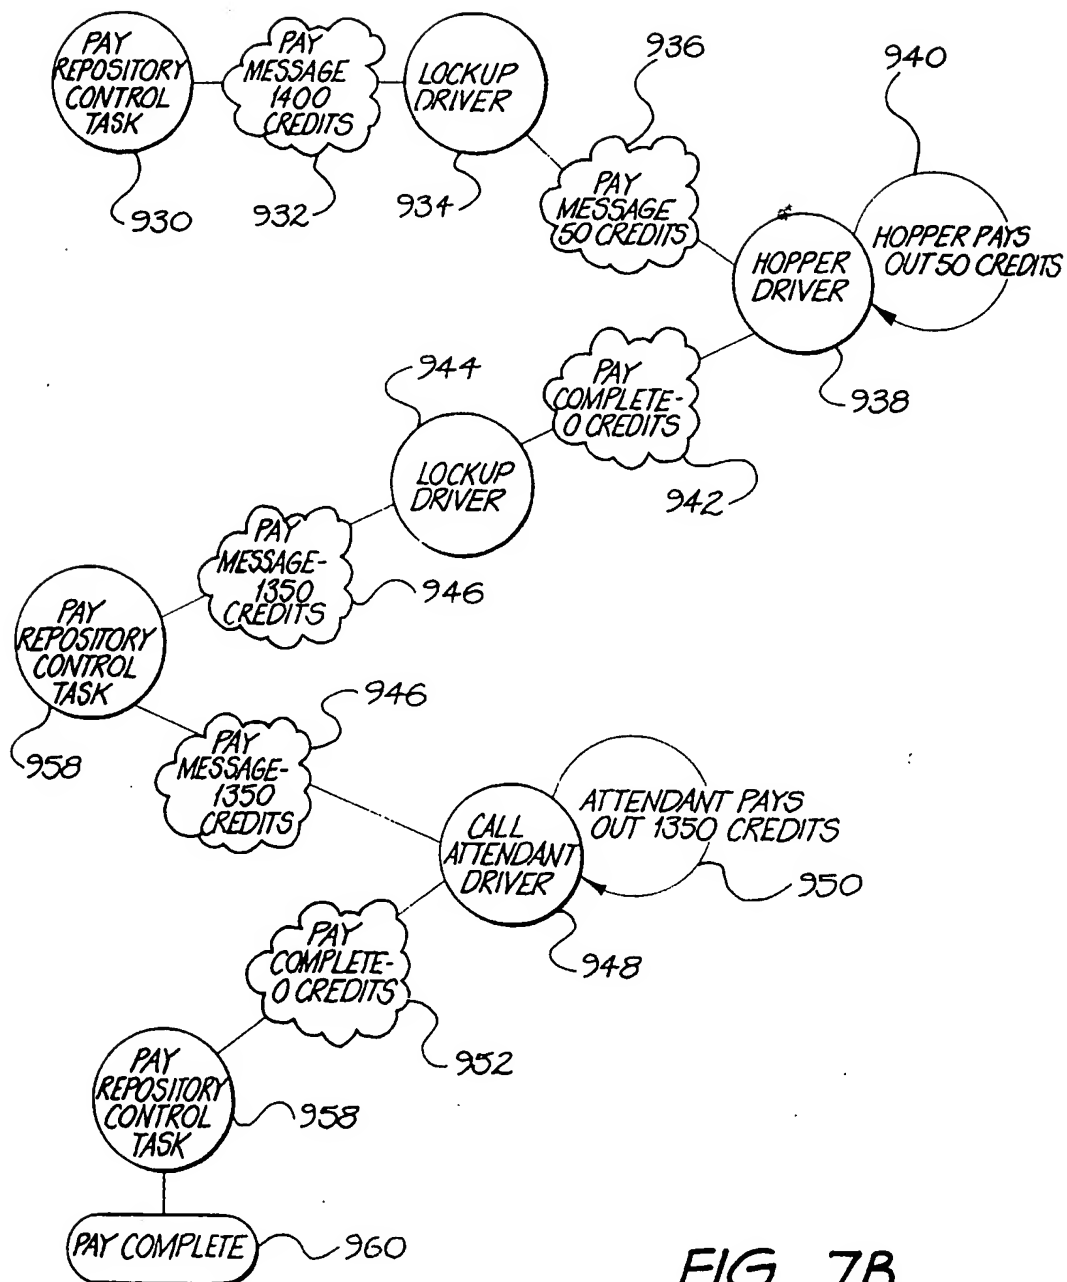 PAY
REPOSITORY
CONTROL
TASK
930
PAY
MESSAGE
1400
CREDITS
932
LOCKUP
DRIVER
934
936
PAY
MESSAGE
50 CREDITS
940
HOPPER PAYS
OUT 50 CREDITS
HOPPER
DRIVER
938
PAY
COMPLETE-
0 CREDITS
942
944
LOCKUP
DRIVER
PAY
MESSAGE-
1350
CREDITS
946
PAY
REPOSITORY
CONTROL
TASK
958
946
PAY
MESSAGE-
1350
CREDITS
CALL
ATTENDANT
DRIVER
948
ATTENDANT PAYS
OUT 1350 CREDITS
950
PAY
COMPLETE-
0 CREDITS
952
PAY
REPOSITORY
CONTROL
TASK
958
PAY COMPLETE
960
FIG. 7B